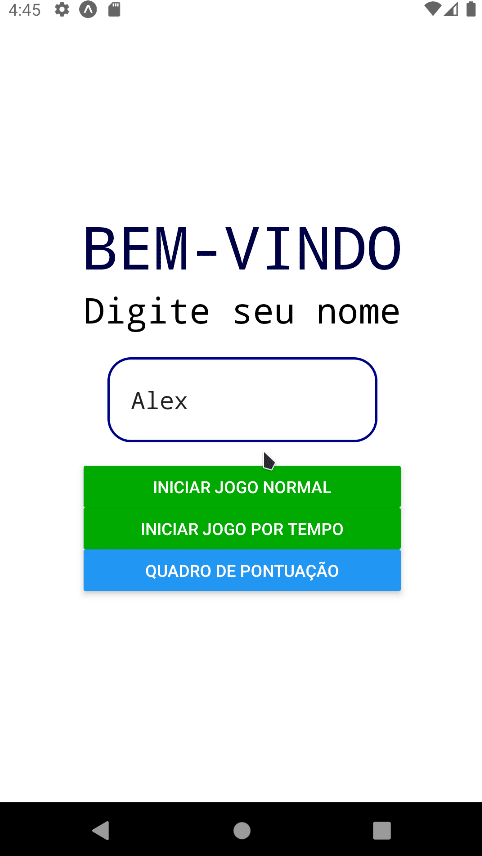 4:45
BEM-VINDO
Digite seu nome
Alex
INICIAR JOGO NORMAL
INICIAR JOGO POR TEMPO
QUADRO DE PONTUAÇÃO